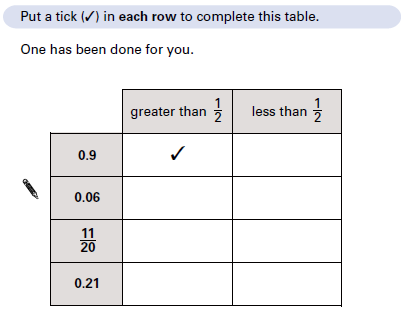 Put a tick (✓) in each row to complete this table.
One has been done for you.
greater than 1/2 less than 1/2
0.9 ✓
0.06
11/20
0.21